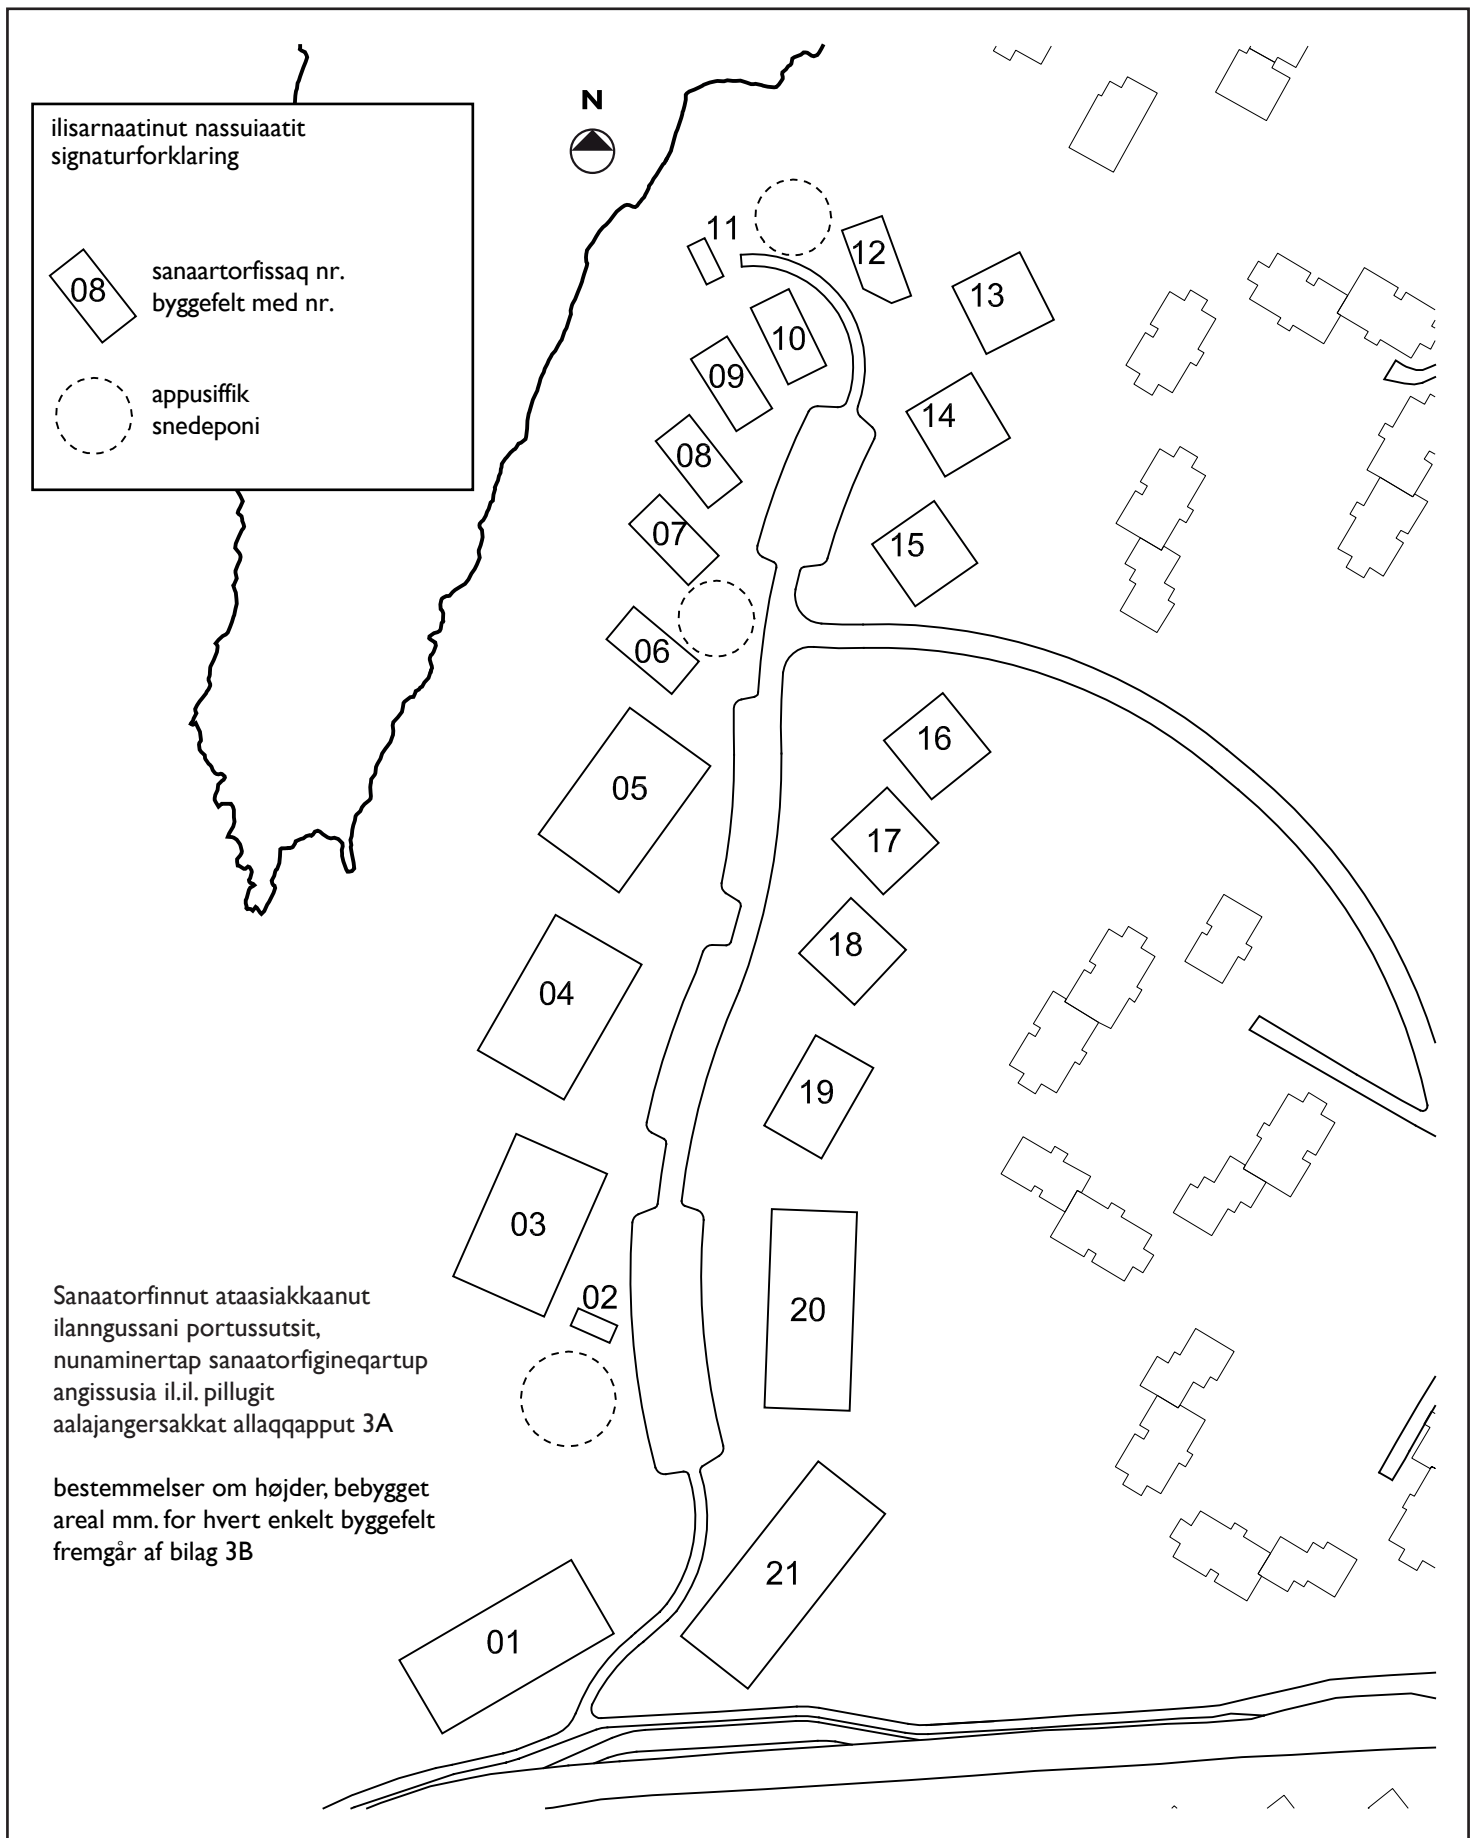 ilisarnaatinut nassuiaatit
signaturforklaring
08
sanaartorfissaq nr.
byggefelt med nr.
appusiffik
snedeponi
N
11
12
13
10
09
14
08
07
15
06
16
05
17
18
04
19
03
02
20
Sanaatorfinnut ataasiakkaanut
ilanngussani portussutsit,
nunaminertap sanaatorfigineqartup
angissusia il.il. pillugit
aalajangersakkat allaqqapput 3A
bestemmelser om højder, bebygget
areal mm. for hvert enkelt byggefelt
fremgår af bilag 3B
21
01